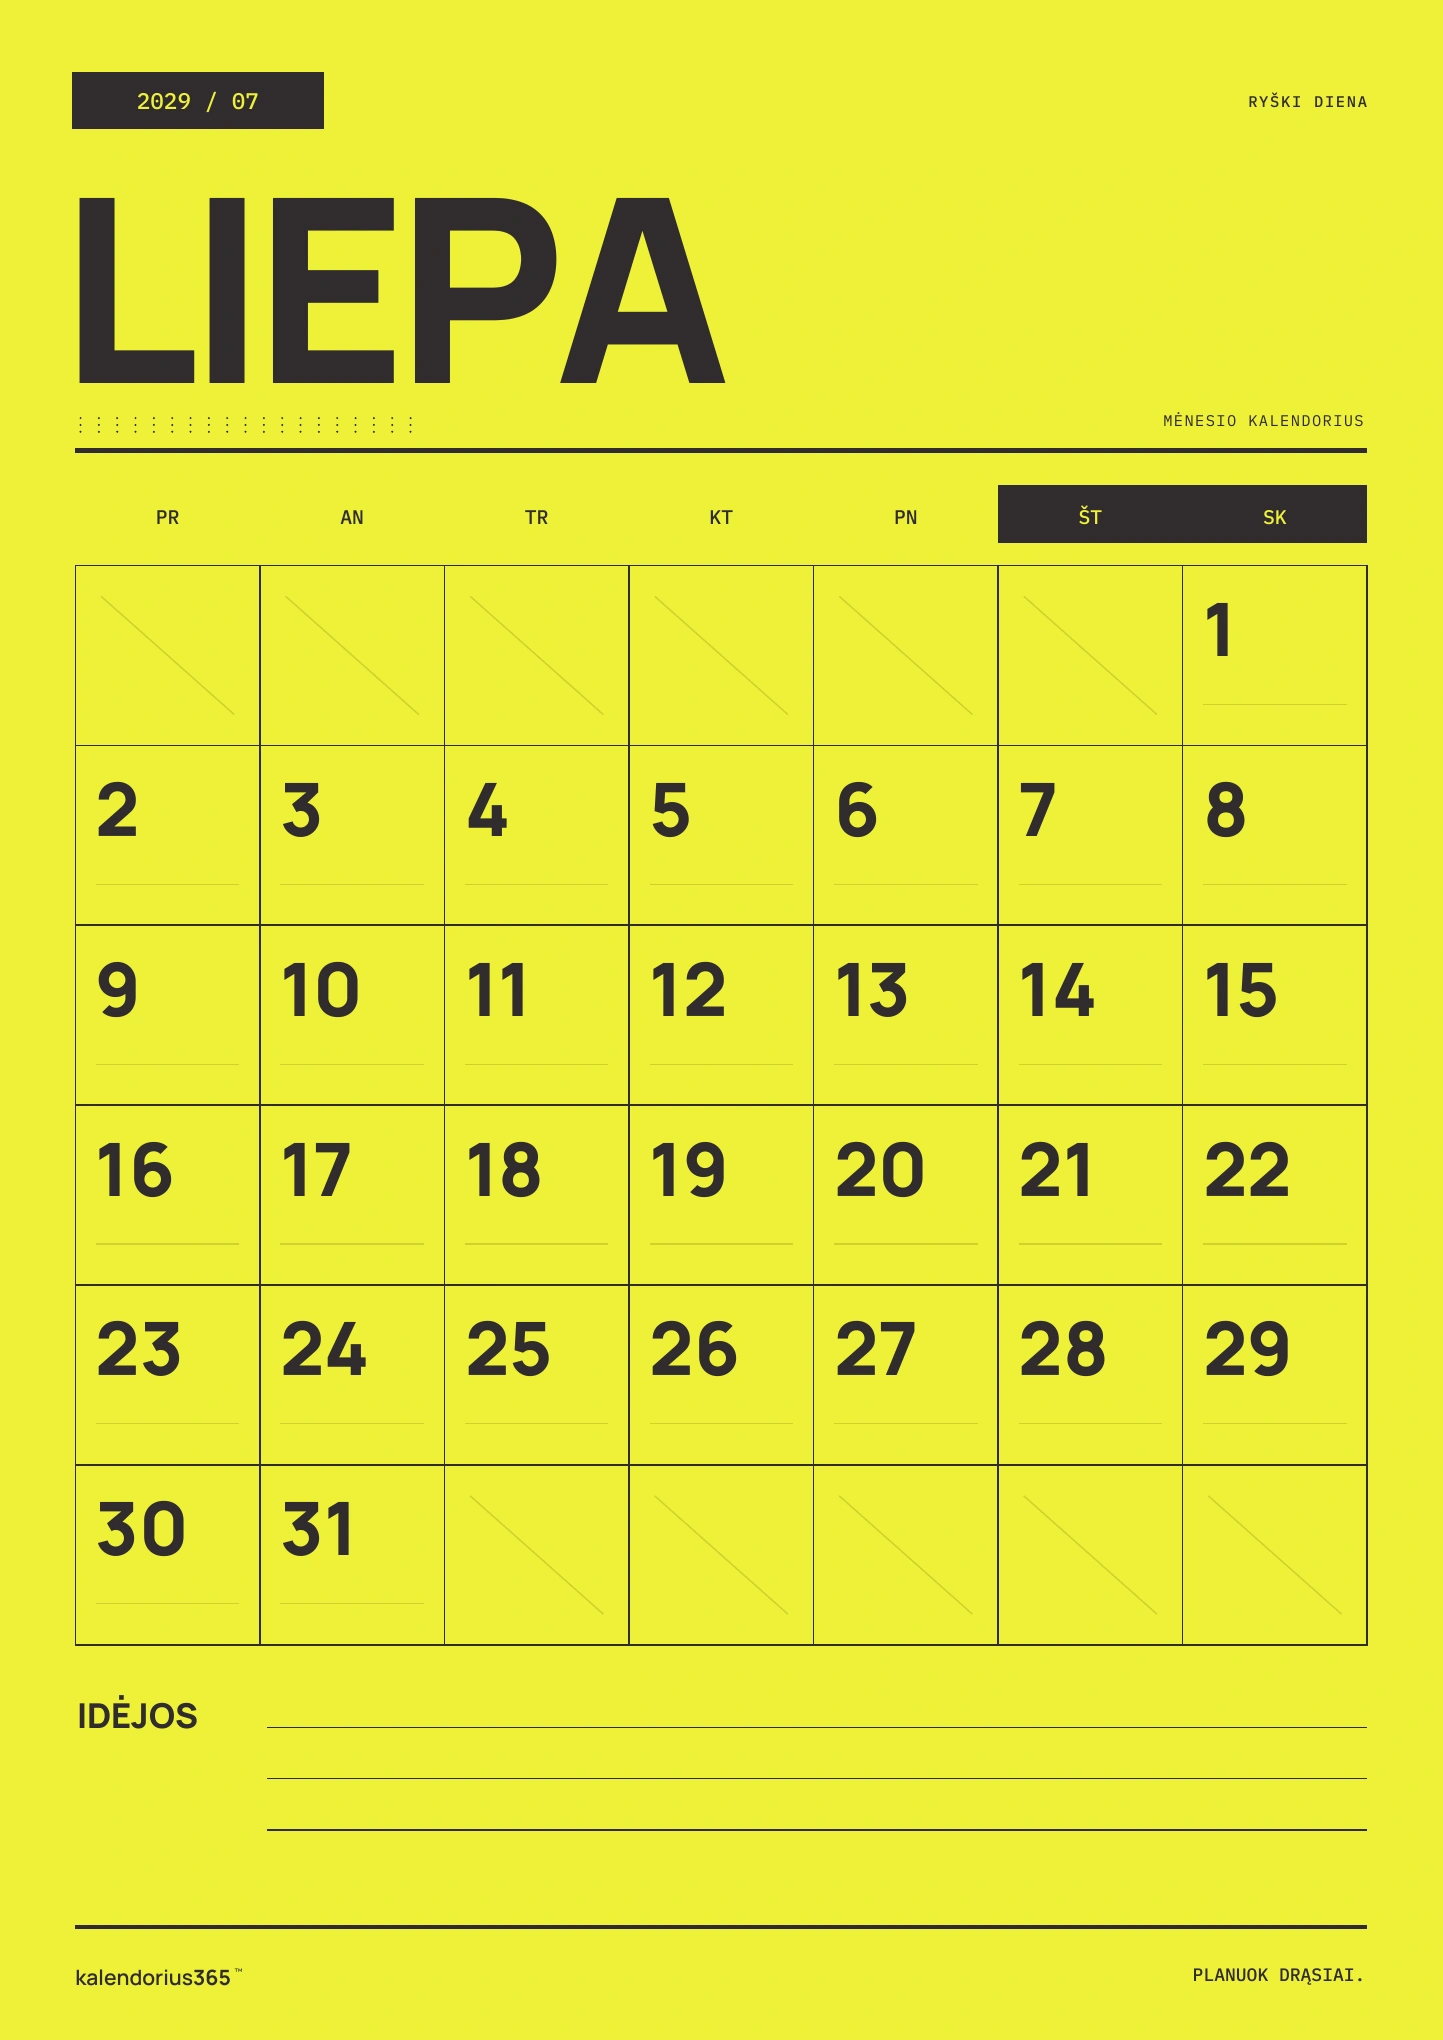 2029 / 07
RYŠKI DIENA
LIEPA
MĖNESIO KALENDORIUS
PR AN TR KT PN ŠT SK
1
2 3 4 5 6 7 8
9 10 11 12 13 14 15
16 17 18 19 20 21 22
23 24 25 26 27 28 29
30 31
IDĖJOS
kalendorius365™
PLANUOK DRĄSIAI.